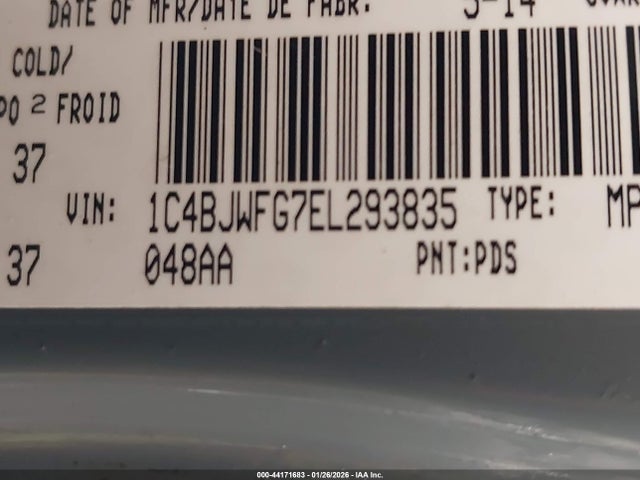 DATE OF MFR/DATE DE FABR: 5-14
COLD/
PO 2 FROID
37
VIN: 1C4BJWFG7EL293835 TYPE: MP
37 048AA PNT:PDS
000-44171683 - 01/26/2026 - IAA Inc.